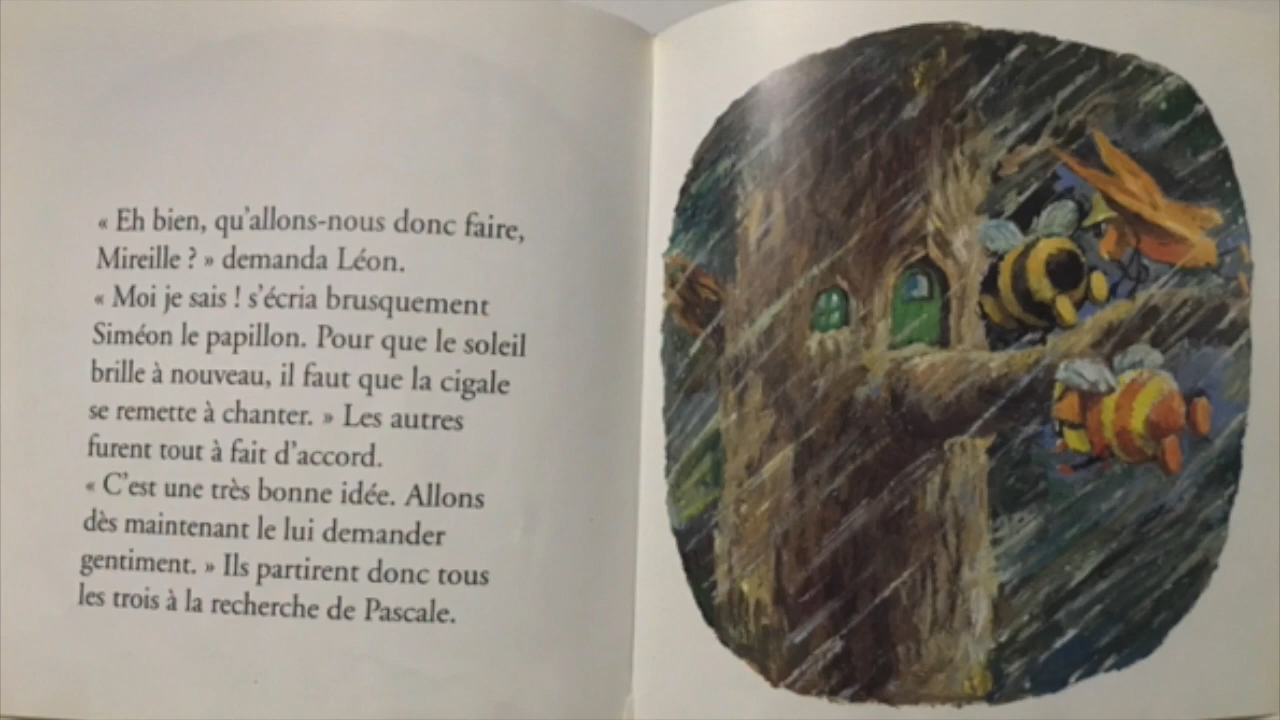 « Eh bien, qu'allons-nous donc faire,
Mireille ? » demanda Léon.
« Moi je sais ! s'écria brusquement
Siméon le papillon. Pour que le soleil
brille à nouveau, il faut que la cigale
se remette à chanter. » Les autres
furent tout à fait d'accord.
« C'est une très bonne idée. Allons
dès maintenant le lui demander
gentiment. » Ils partirent donc tous
les trois à la recherche de Pascale.